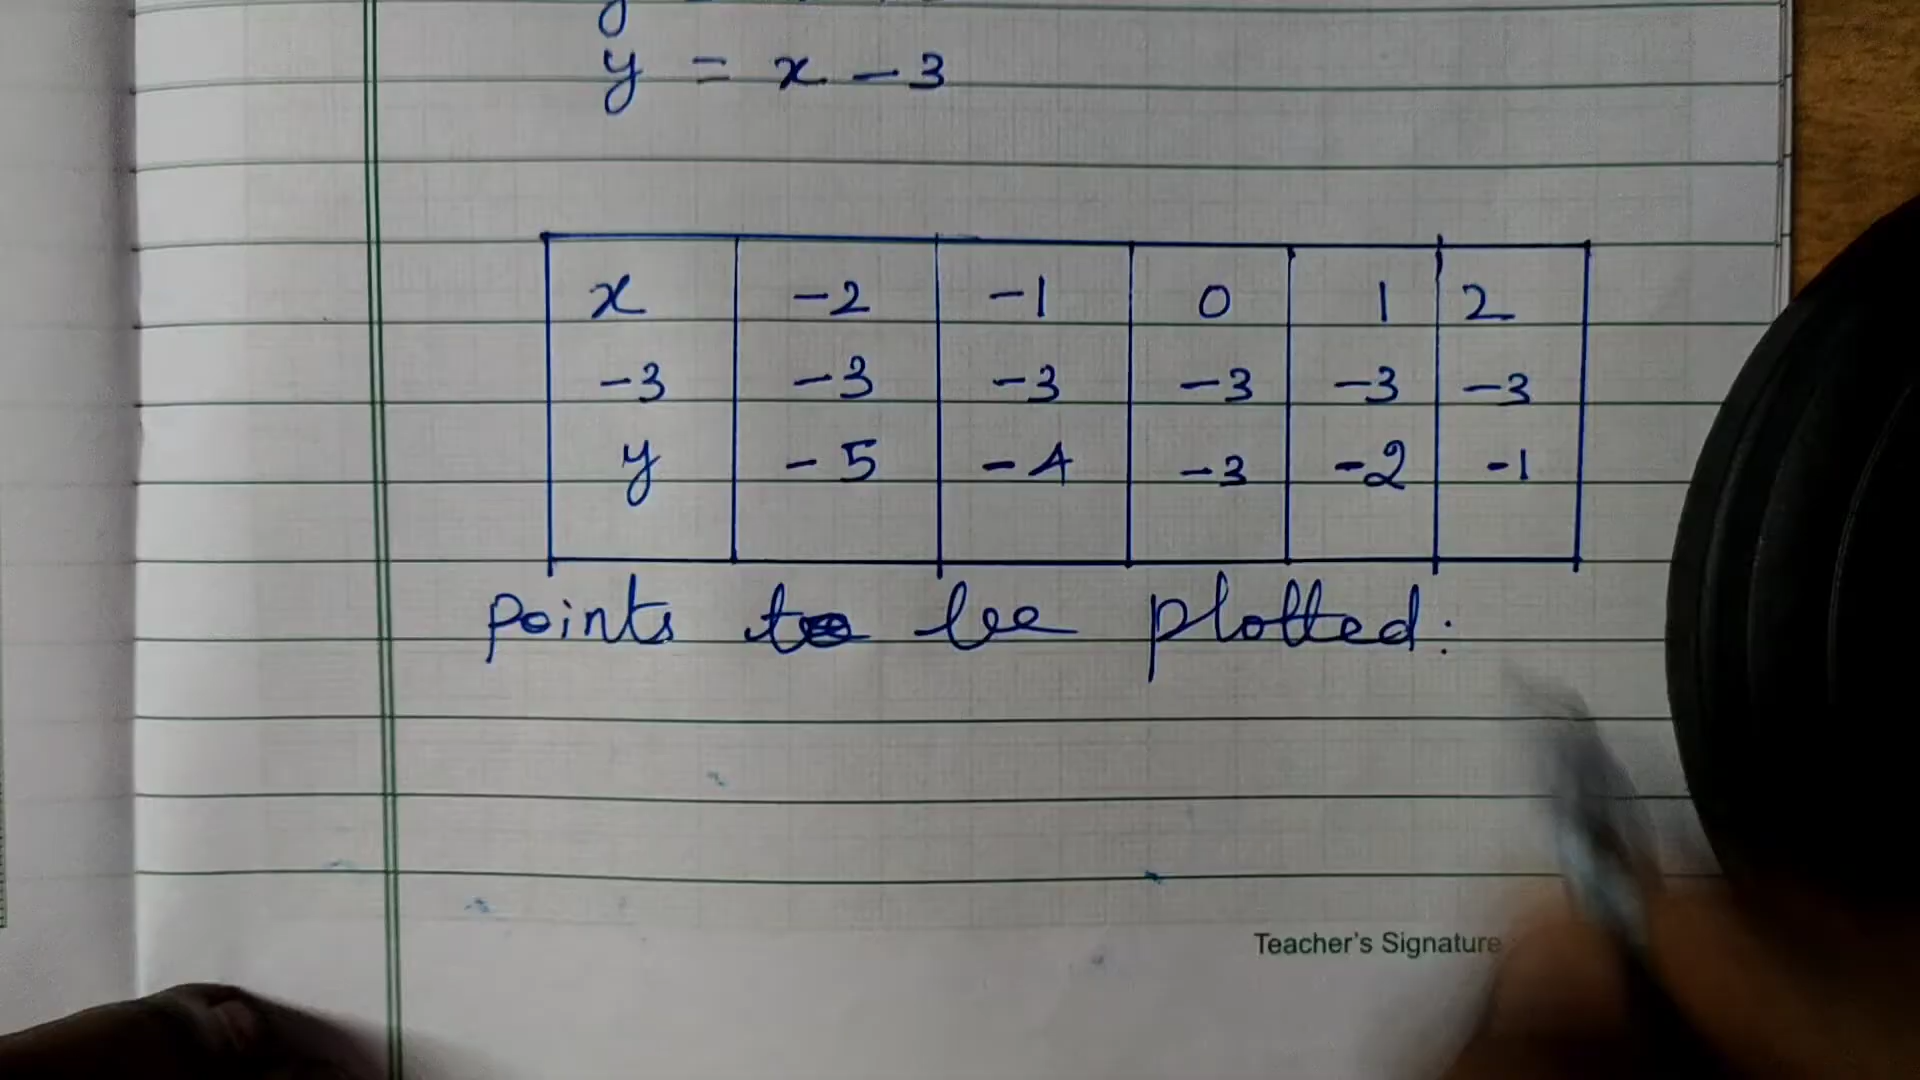 y = x - 3
x -2 -1 0 1 2
-3 -3 -3 -3 -3 -3
y -5 -4 -3 -2 -1
Points to be plotted:
Teacher's Signature